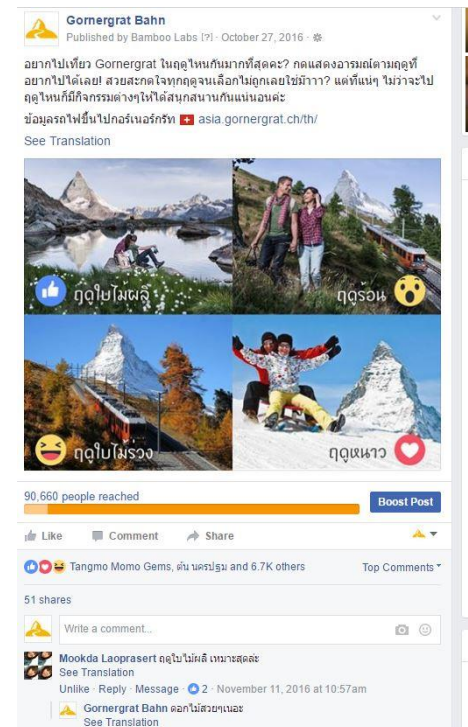 Gornergrat Bahn
Published by Bamboo Labs [?] · October 27, 2016 ·
อยากไปเที่ยว Gornergrat ในฤดูไหนกันมากที่สุดคะ? กดแสดงอารมณ์ตามฤดูที่
อยากไปได้เลย! สวยสะกดใจทุกฤดูจนเลือกไม่ถูกเลยใช่ม้าาา? แต่ที่แน่ๆ ไม่ว่าจะไป
ฤดูไหนก็มีกิจกรรมต่างๆให้ได้สนุกสนานกันแน่นอนค่ะ
ข้อมูลรถไฟขึ้นไปกอร์เนอร์กรัท asia.gornergrat.ch/th/
See Translation
ฤดูใบไม้ผลิ
ฤดูร้อน
ฤดูใบไม้ร่วง
ฤดูหนาว
90,660 people reached
Boost Post
Like Comment Share
Tangmo Momo Gems, ต้น นครปฐม and 6.7K others
Top Comments
51 shares
Write a comment...
Mookda Laoprasert ฤดูใบไม้ผลิ เหมาะสุดล่ะ
See Translation
Unlike · Reply · Message · 2 · November 11, 2016 at 10:57am
Gornergrat Bahn ดอกไม้สวยๆเนอะ
See Translation